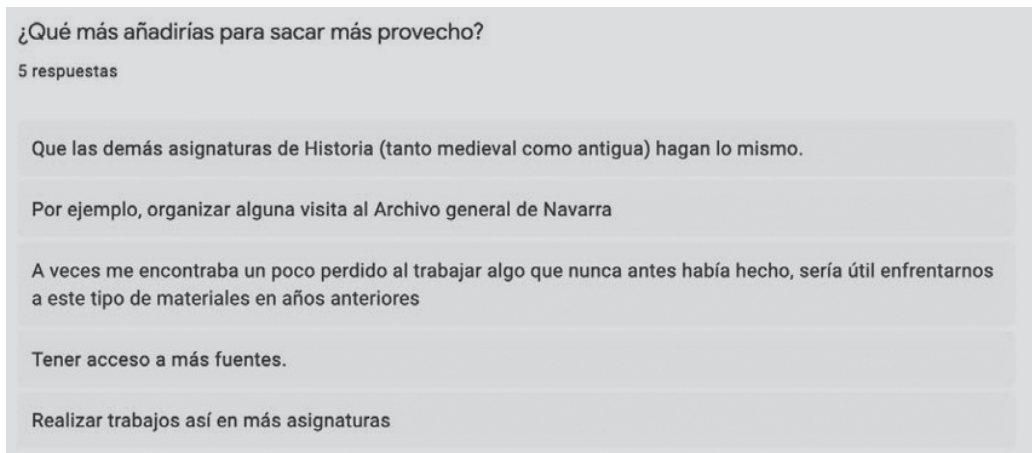 ¿Qué más añadirías para sacar más provecho?
5 respuestas
Que las demás asignaturas de Historia (tanto medieval como antigua) hagan lo mismo.
Por ejemplo, organizar alguna visita al Archivo general de Navarra
A veces me encontraba un poco perdido al trabajar algo que nunca antes había hecho, sería útil enfrentarnos
a este tipo de materiales en años anteriores
Tener acceso a más fuentes.
Realizar trabajos así en más asignaturas